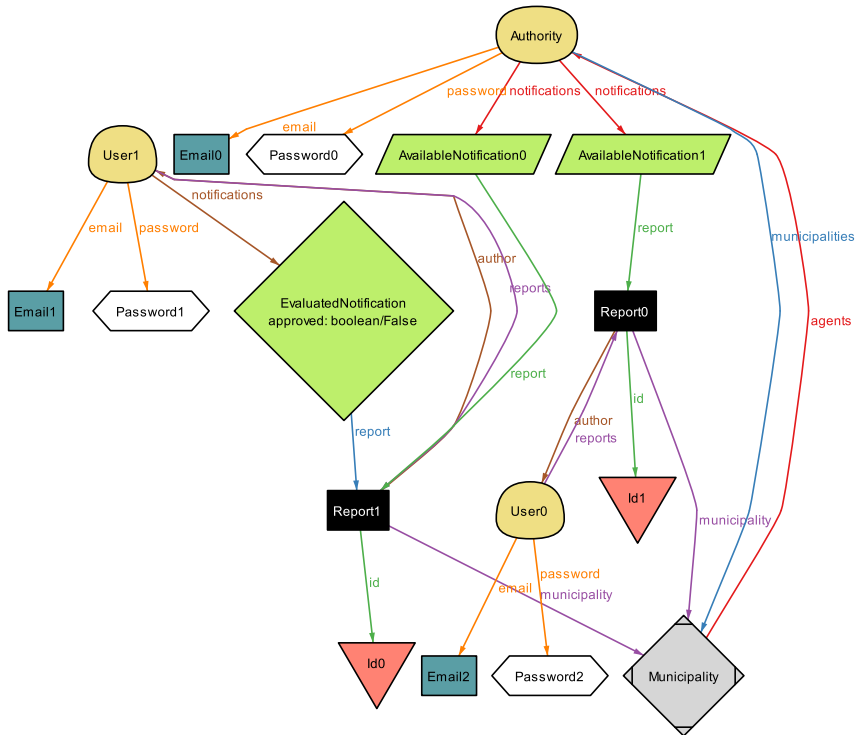 Authority
password
notifications
notifications
email
User1
Email0
Password0
AvailableNotification0
AvailableNotification1
notifications
email
password
report
municipalities
author
reports
Email1
Password1
EvaluatedNotification
approved: boolean/False
Report0
agents
report
id
author
reports
report
Id1
Report1
User0
municipality
id
email
password
municipality
Id0
Email2
Password2
Municipality